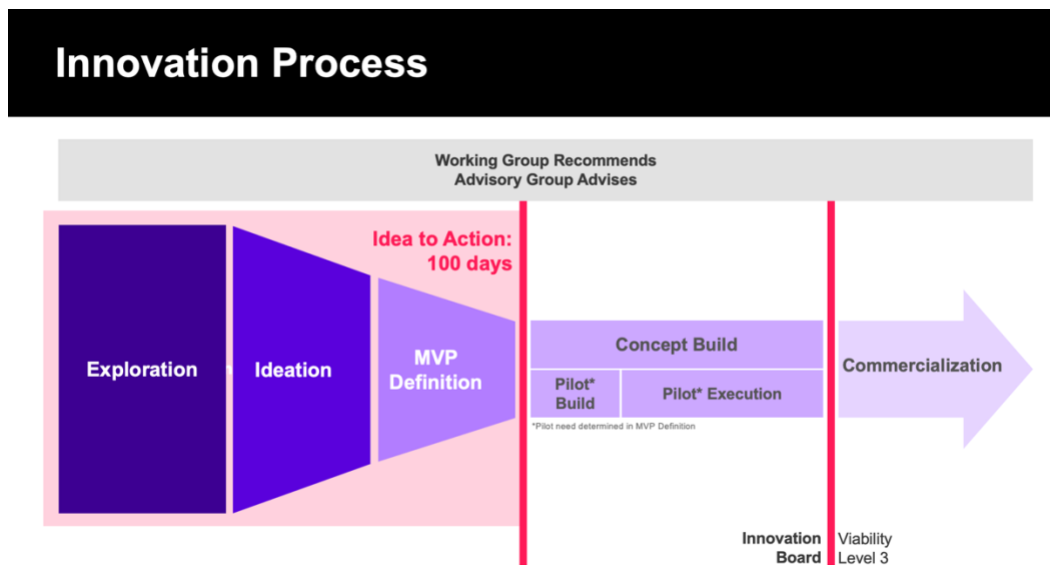 Innovation Process
Working Group Recommends
Advisory Group Advises
Idea to Action:
100 days
Exploration
Ideation
MVP
Definition
Concept Build
Pilot*
Build
Pilot* Execution
*Pilot need determined in MVP Definition
Commercialization
Innovation
Board
Viability
Level 3